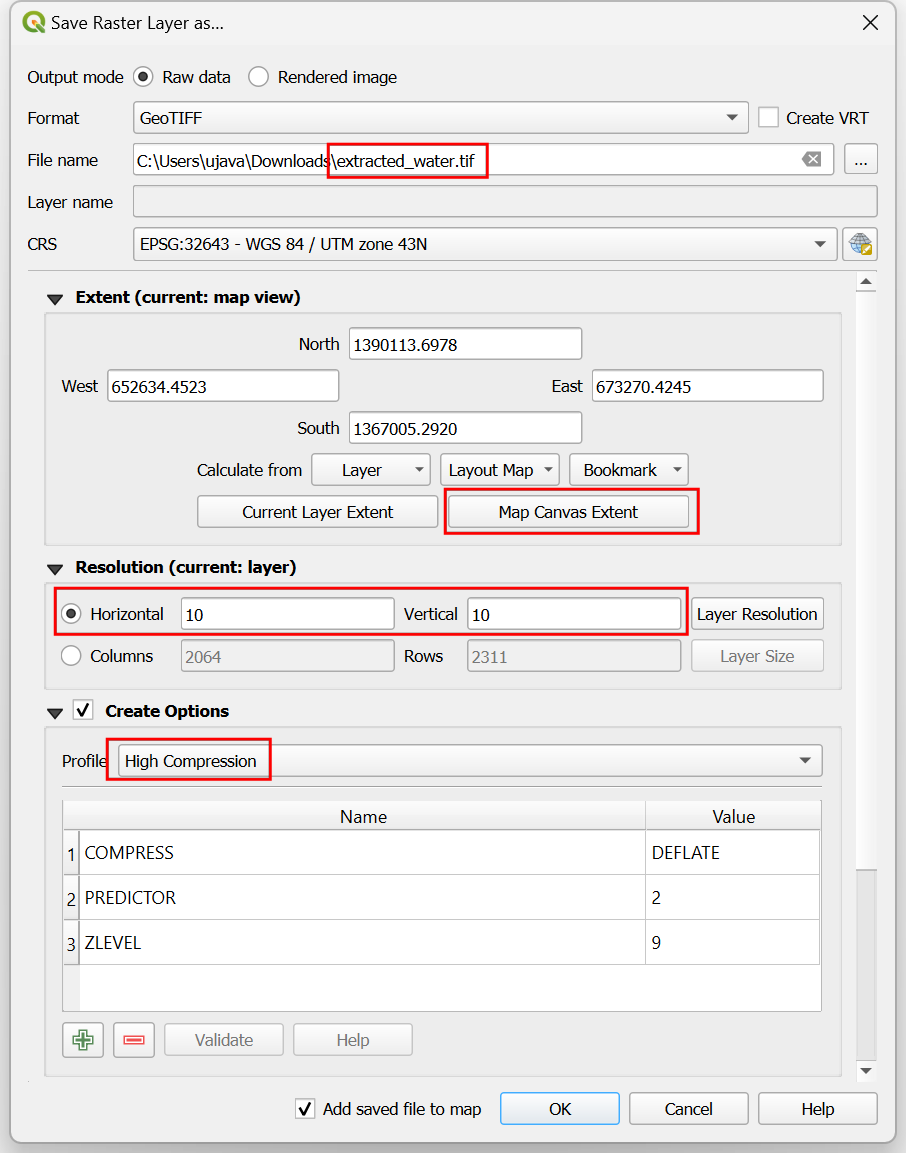 Save Raster Layer as...
Output mode Raw data Rendered image
Format GeoTIFF Create VRT
File name C:\Users\ujava\Downloads\extracted_water.tif ...
Layer name
CRS EPSG:32643 - WGS 84 / UTM zone 43N
Extent (current: map view)
North 1390113.6978
West 652634.4523 East 673270.4245
South 1367005.2920
Calculate from Layer Layout Map Bookmark
Current Layer Extent Map Canvas Extent
Resolution (current: layer)
Horizontal 10 Vertical 10 Layer Resolution
Columns 2064 Rows 2311 Layer Size
Create Options
Profile High Compression
Name Value
1 COMPRESS DEFLATE
2 PREDICTOR 2
3 ZLEVEL 9
Validate Help
Add saved file to map OK Cancel Help